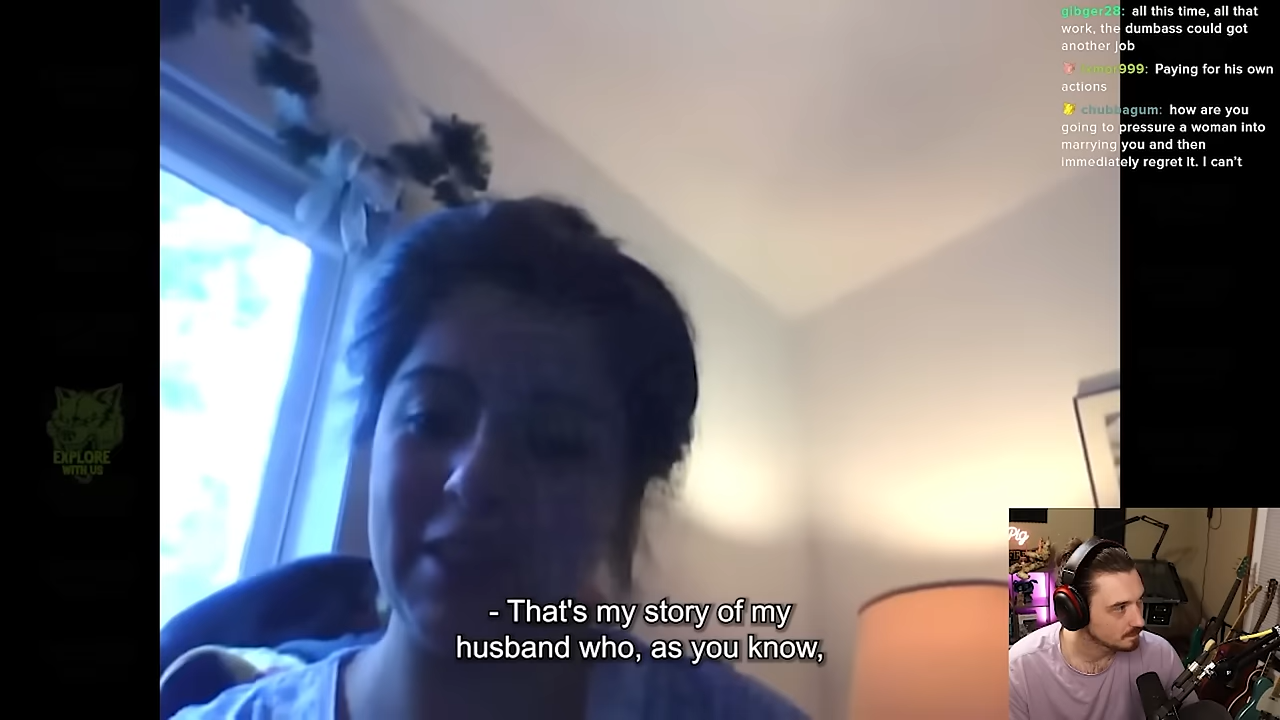 gibger28: all this time, all that
work, the dumbass could got
another job
999: Paying for his own
actions
chubbagum: how are you
going to pressure a woman into
marrying you and then
immediately regret it. I can't
EXPLORE
WITH US
- That's my story of my
husband who, as you know,
Pig